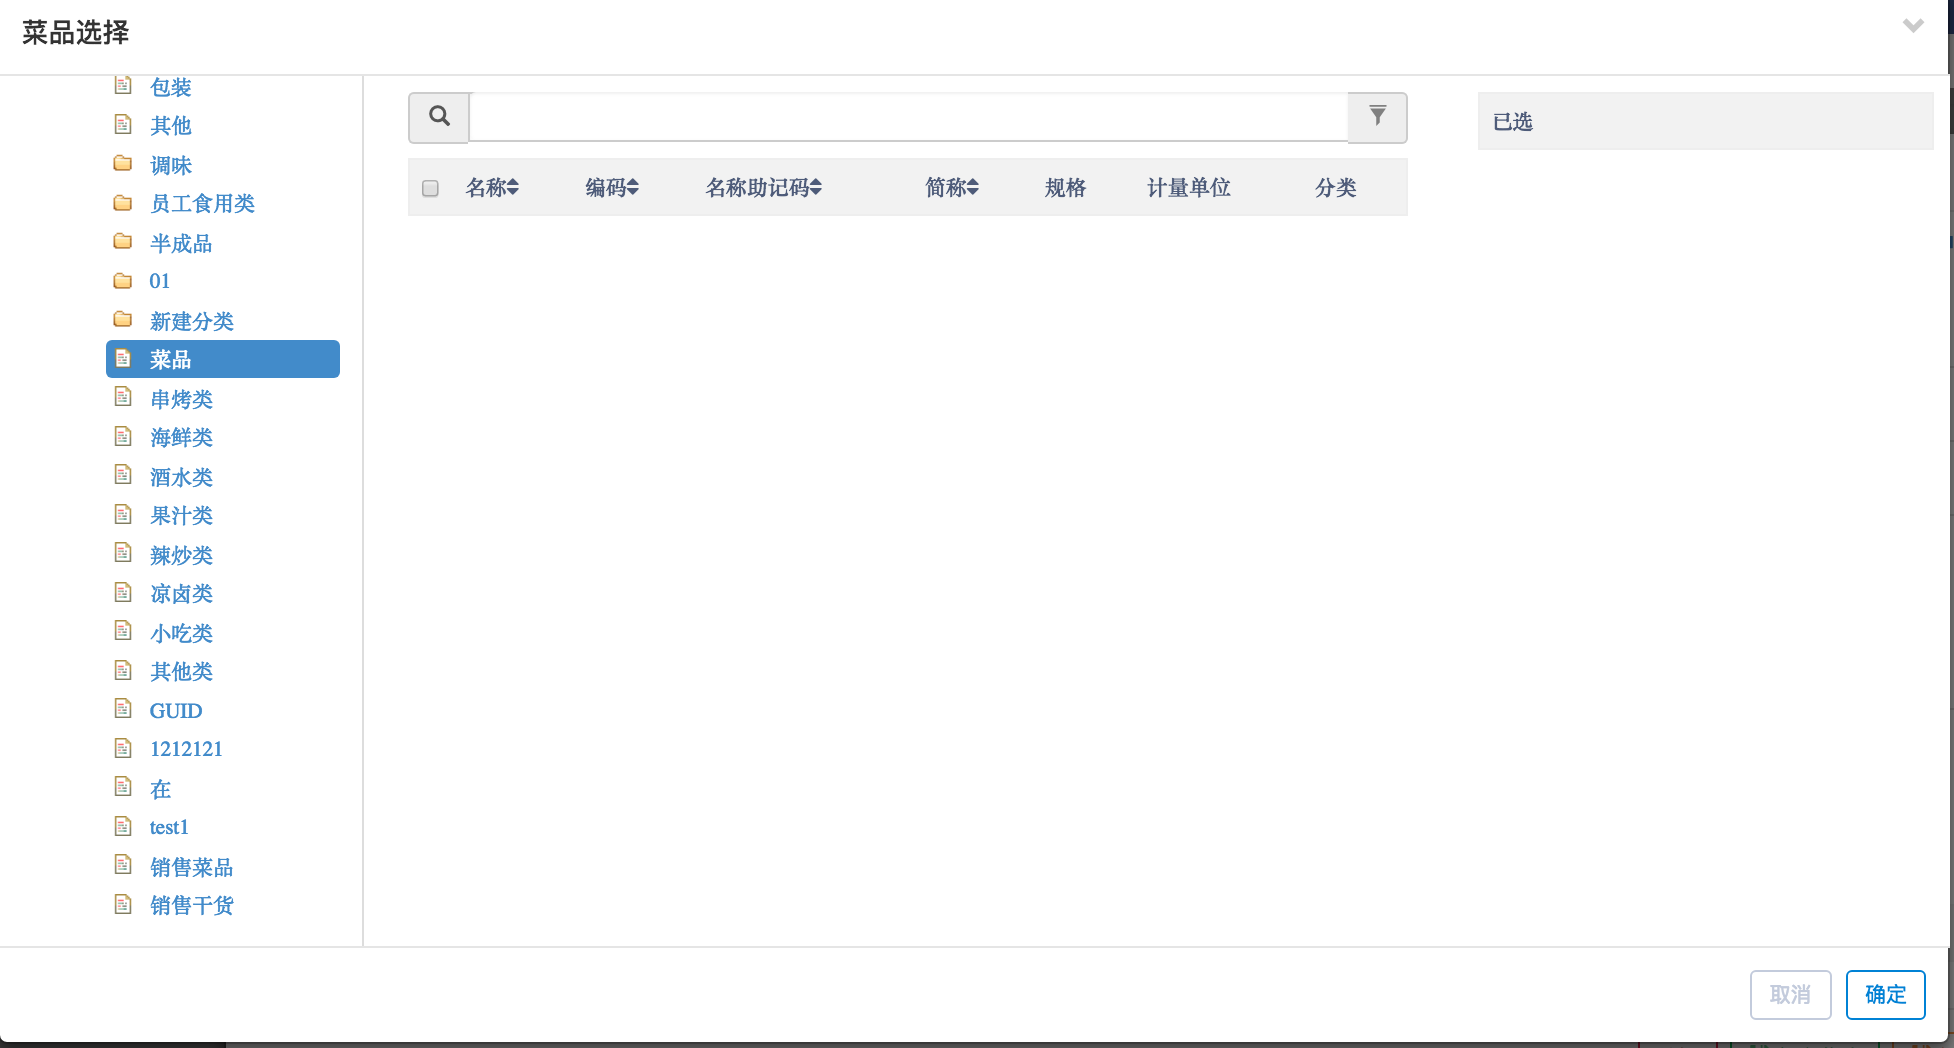 菜品选择
包装
其他
调味
员工食用类
半成品
01
新建分类
菜品
串烤类
海鲜类
酒水类
果汁类
辣炒类
凉卤类
小吃类
其他类
GUID
1212121
在
test1
销售菜品
销售干货
名称 编码 名称助记码 简称 规格 计量单位 分类
已选
取消 确定